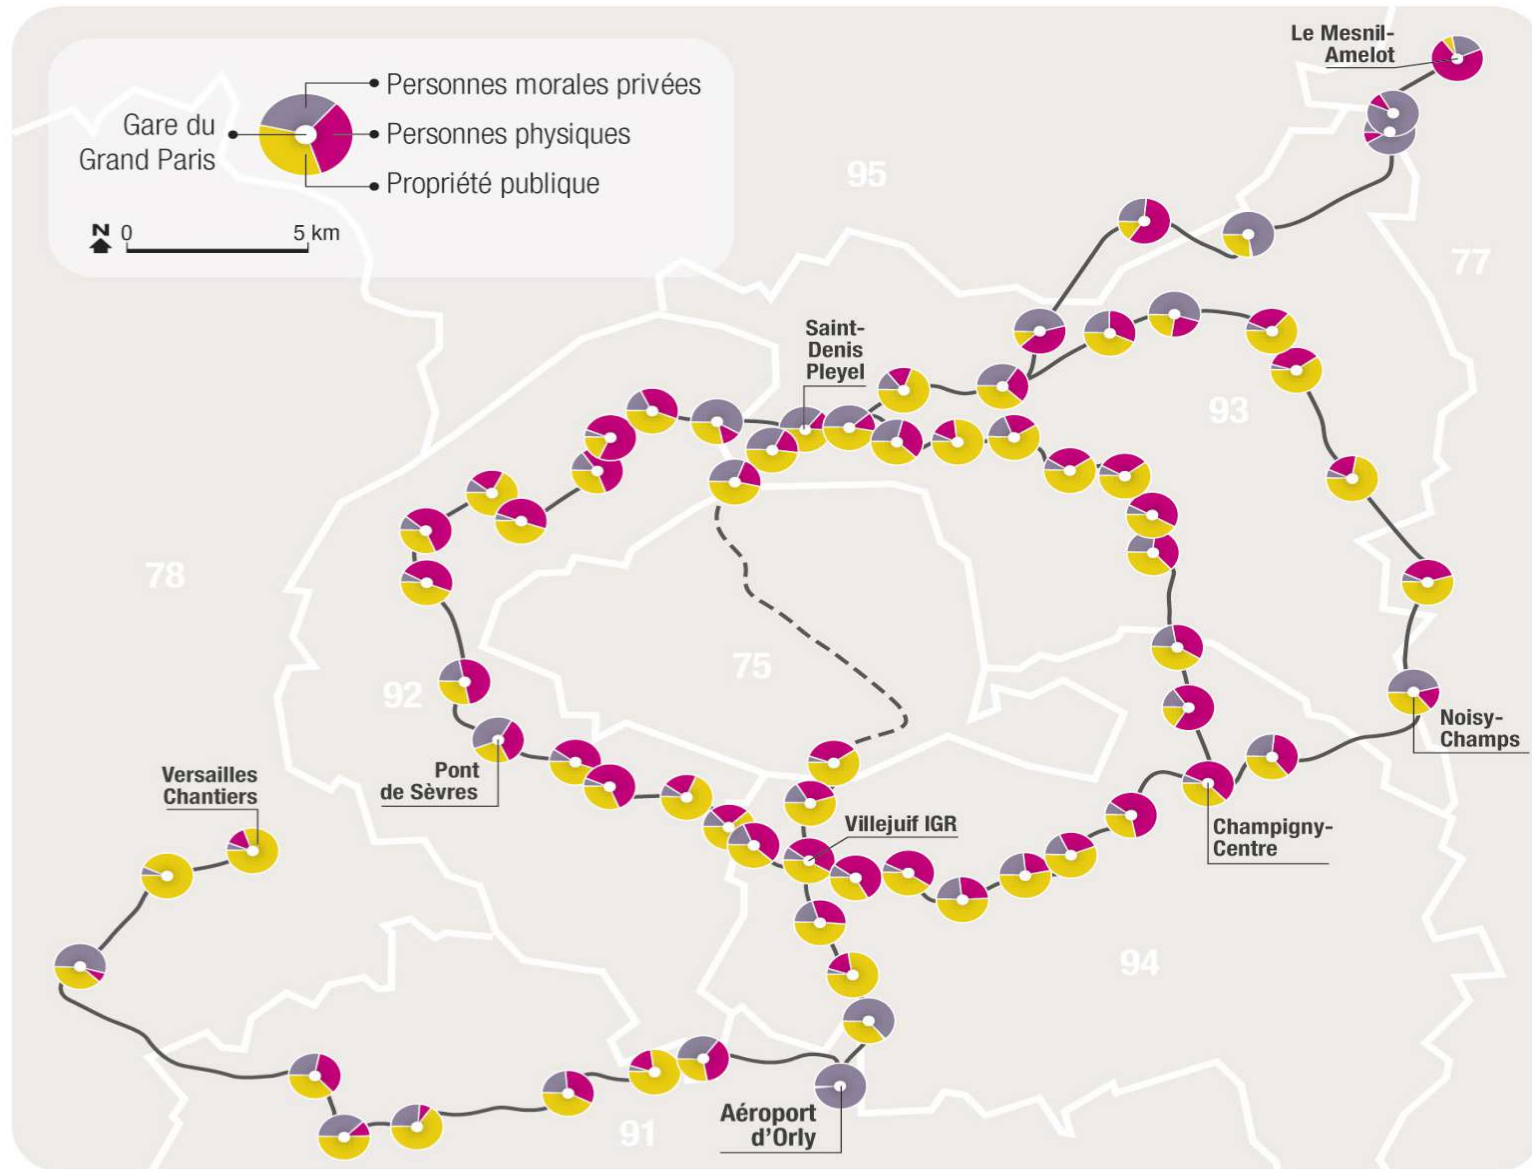 Personnes morales privées
Gare du
Grand Paris
Personnes physiques
Propriété publique
N 0 5 km
Le Mesnil-
Amelot
95
77
Saint-
Denis
Pleyel
93
78
75
92
Noisy-
Champs
Pont
de Sèvres
Versailles
Chantiers
Villejuif IGR
Champigny-
Centre
94
91
Aéroport
d'Orly